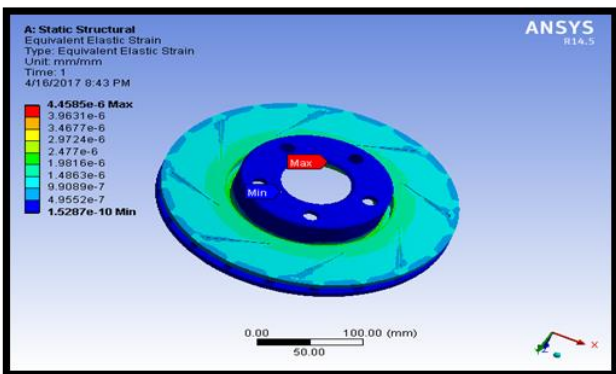 A: Static Structural
Equivalent Elastic Strain
Type: Equivalent Elastic Strain
Unit: mm/mm
Time: 1
4/16/2017 8:43 PM
ANSYS
R14.5
4.4585e-6 Max
3.9631e-6
3.4677e-6
2.9724e-6
2.477e-6
1.9816e-6
1.4863e-6
9.9089e-7
4.9552e-7
1.5287e-10 Min
Max
Min
0.00
100.00 (mm)
50.00
X